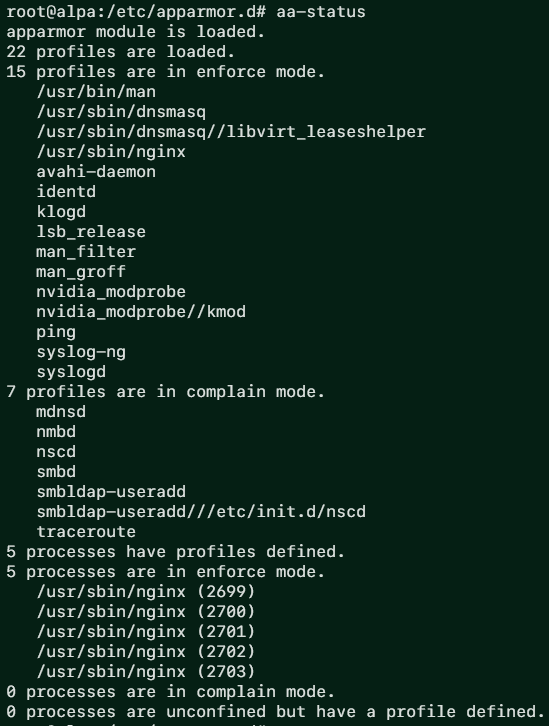 root@alpa:/etc/apparmor.d# aa-status
apparmor module is loaded.
22 profiles are loaded.
15 profiles are in enforce mode.
/usr/bin/man
/usr/sbin/dnsmasq
/usr/sbin/dnsmasq//libvirt_leaseshelper
/usr/sbin/nginx
avahi-daemon
identd
klogd
lsb_release
man_filter
man_groff
nvidia_modprobe
nvidia_modprobe//kmod
ping
syslog-ng
syslogd
7 profiles are in complain mode.
mdnsd
nmbd
nscd
smbd
smbldap-useradd
smbldap-useradd///etc/init.d/nscd
traceroute
5 processes have profiles defined.
5 processes are in enforce mode.
/usr/sbin/nginx (2699)
/usr/sbin/nginx (2700)
/usr/sbin/nginx (2701)
/usr/sbin/nginx (2702)
/usr/sbin/nginx (2703)
0 processes are in complain mode.
0 processes are unconfined but have a profile defined.